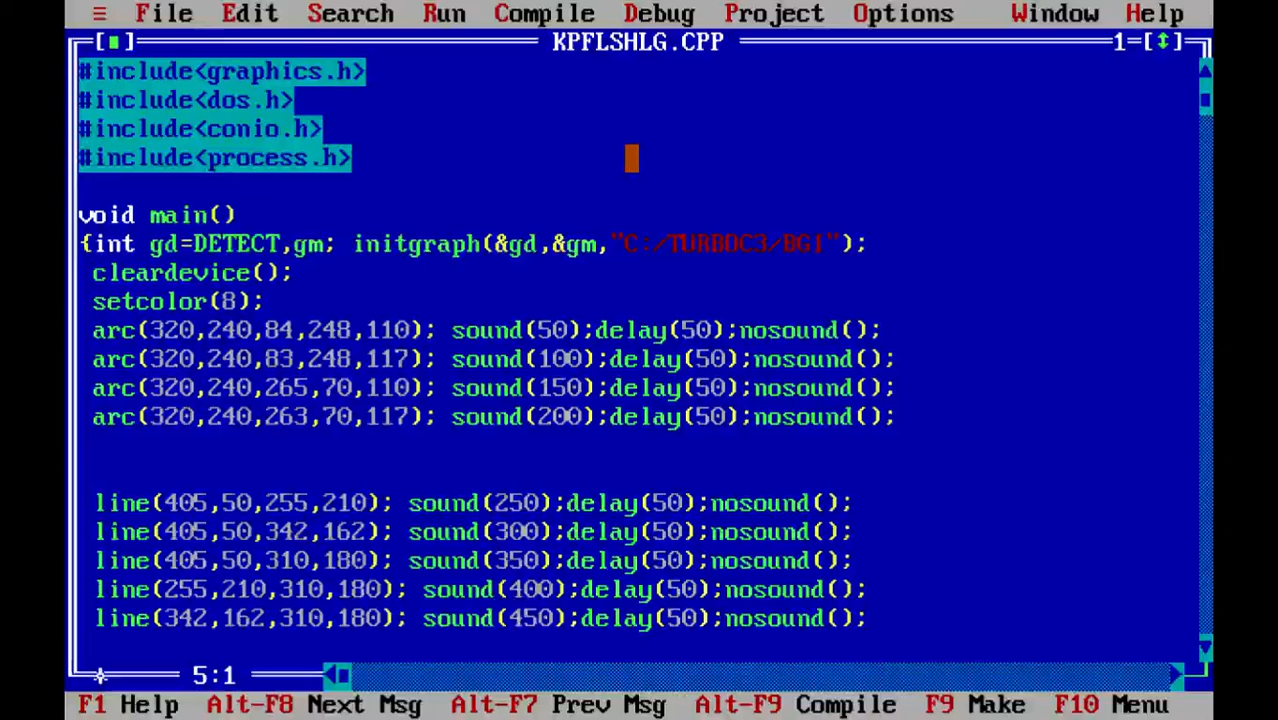 ≡ File Edit Search Run Compile Debug Project Options Window Help
[■] KPFLSHLG.CPP 1=[↕]
#include<graphics.h>
#include<dos.h>
#include<conio.h>
#include<process.h>
void main()
{int gd=DETECT,gm; initgraph(&gd,&gm,"C:/TURBOC3/BGI");
cleardevice();
setcolor(8);
arc(320,240,84,248,110); sound(50);delay(50);nosound();
arc(320,240,83,248,117); sound(100);delay(50);nosound();
arc(320,240,265,70,110); sound(150);delay(50);nosound();
arc(320,240,263,70,117); sound(200);delay(50);nosound();
line(405,50,255,210); sound(250);delay(50);nosound();
line(405,50,342,162); sound(300);delay(50);nosound();
line(405,50,310,180); sound(350);delay(50);nosound();
line(255,210,310,180); sound(400);delay(50);nosound();
line(342,162,310,180); sound(450);delay(50);nosound();
5:1
F1 Help Alt-F8 Next Msg Alt-F7 Prev Msg Alt-F9 Compile F9 Make F10 Menu